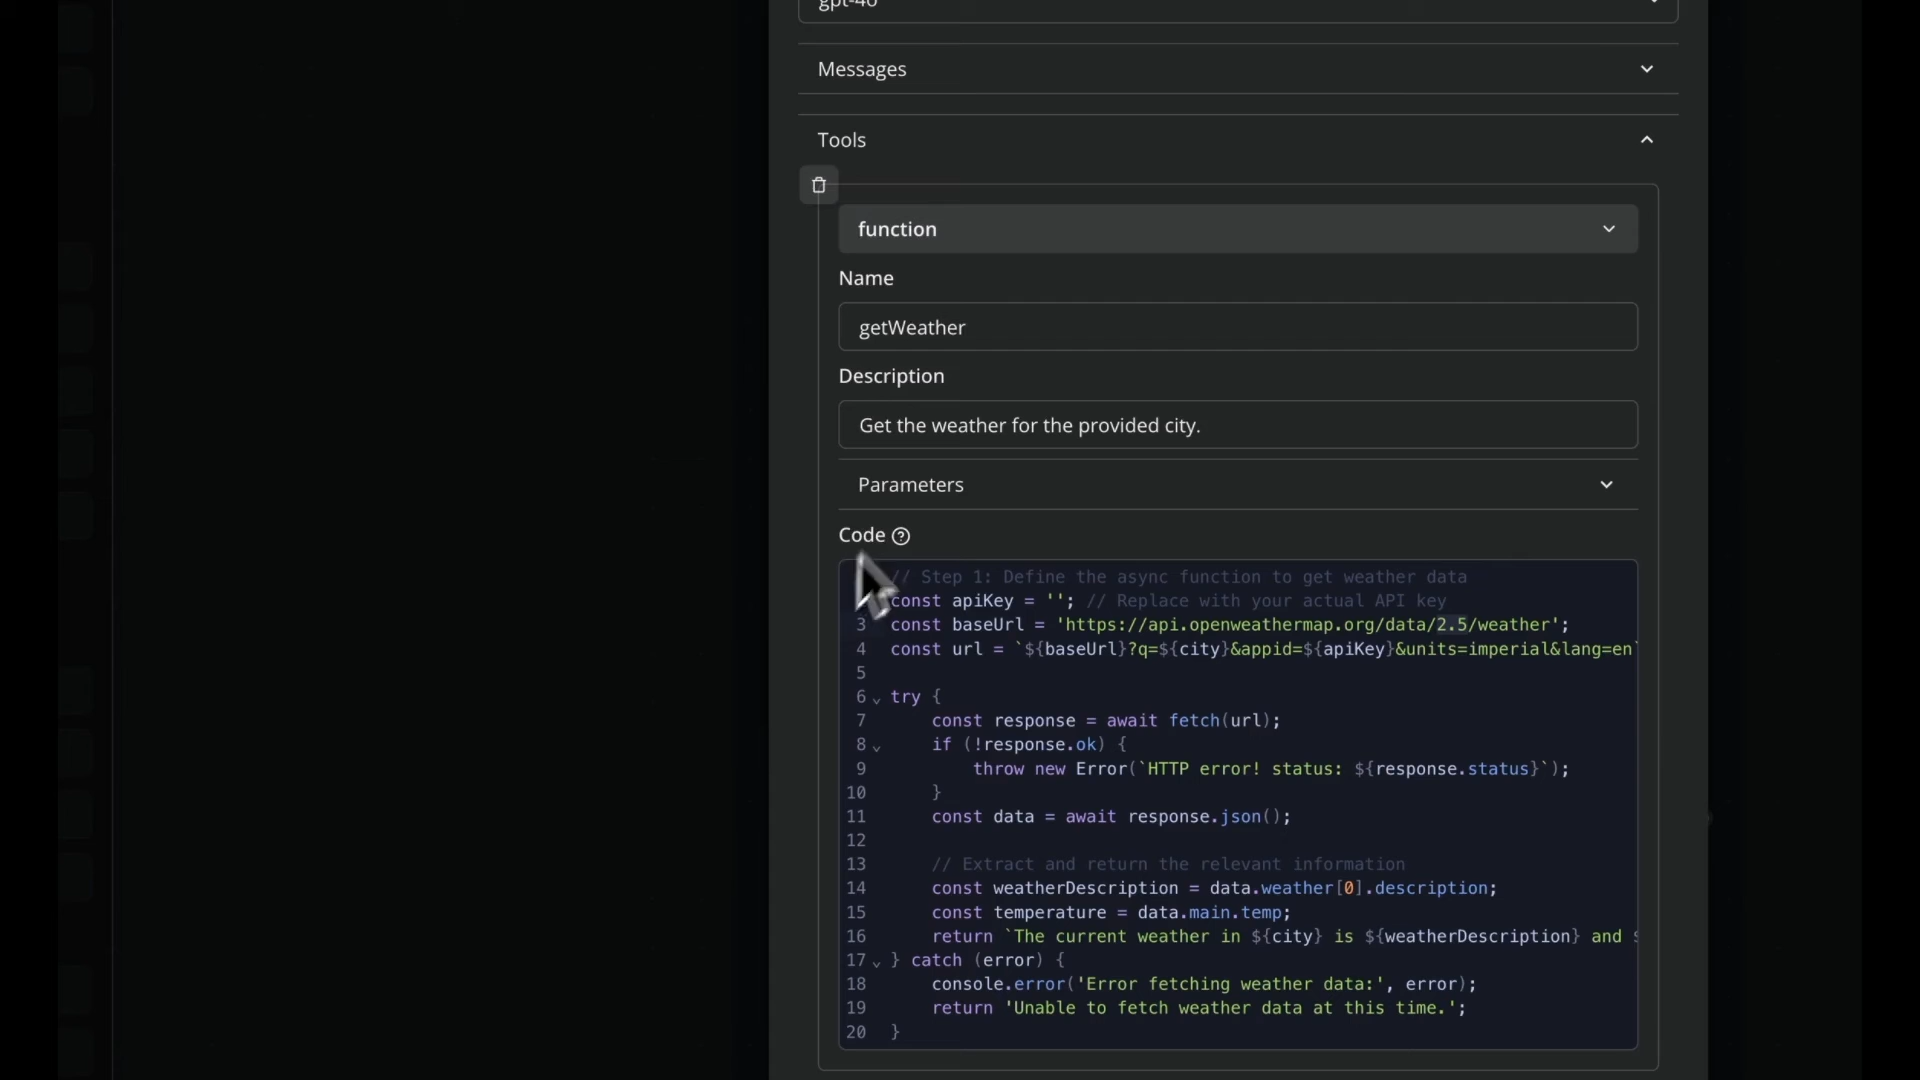 gpt-4o
Messages
Tools
function
Name
getWeather
Description
Get the weather for the provided city.
Parameters
Code
// Step 1: Define the async function to get weather data
const apiKey = ''; // Replace with your actual API key
3 const baseUrl = 'https://api.openweathermap.org/data/2.5/weather';
4 const url = `${baseUrl}?q=${city}&appid=${apiKey}&units=imperial&lang=en`
5
6 try {
7 const response = await fetch(url);
8 if (!response.ok) {
9 throw new Error(`HTTP error! status: ${response.status}`);
10 }
11 const data = await response.json();
12
13 // Extract and return the relevant information
14 const weatherDescription = data.weather[0].description;
15 const temperature = data.main.temp;
16 return `The current weather in ${city} is ${weatherDescription} and $
17 } catch (error) {
18 console.error('Error fetching weather data:', error);
19 return 'Unable to fetch weather data at this time.';
20 }